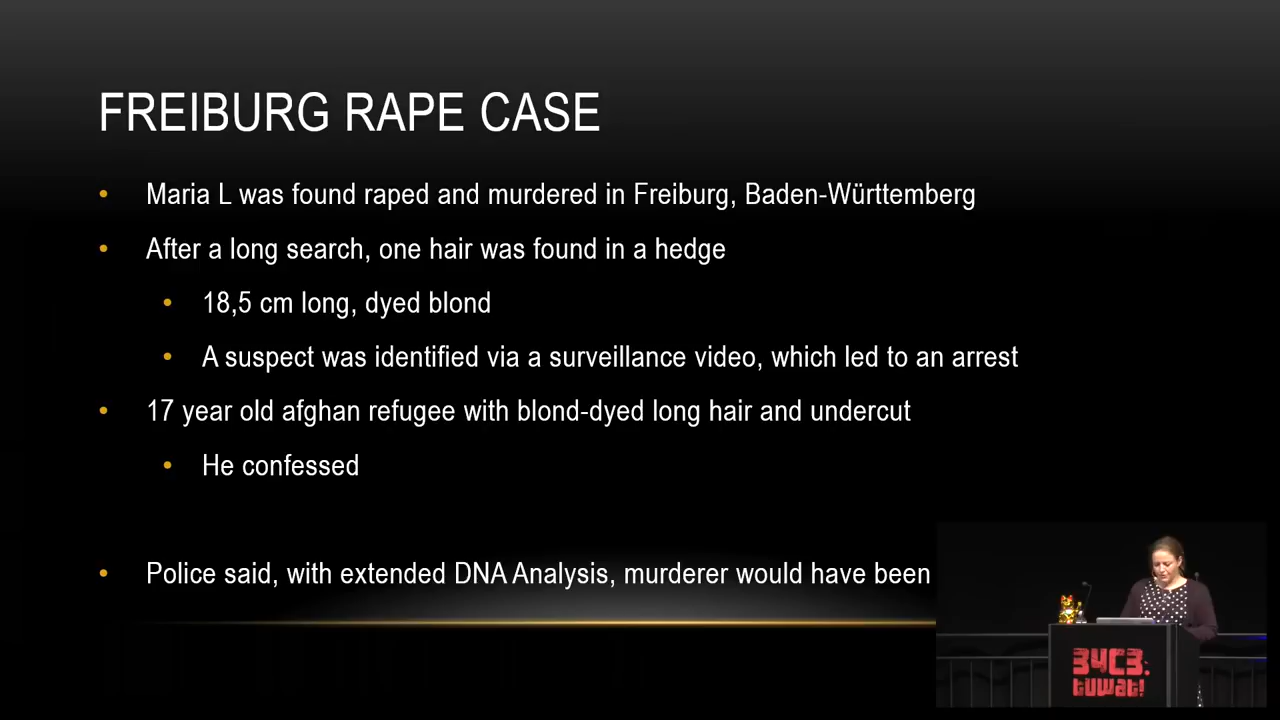 FREIBURG RAPE CASE
• Maria L was found raped and murdered in Freiburg, Baden-Württemberg
• After a long search, one hair was found in a hedge
• 18,5 cm long, dyed blond
• A suspect was identified via a surveillance video, which led to an arrest
• 17 year old afghan refugee with blond-dyed long hair and undercut
• He confessed
• Police said, with extended DNA Analysis, murderer would have been
34C3.
tuwat!